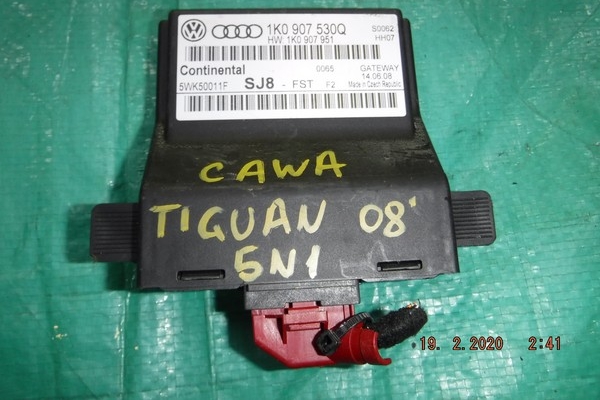 1K0 907 530Q
HW: 1K0 907 951
S0062
HH07
Continental
0065
GATEWAY
14.06.08
5WK50011F
SJ8 - FST
F2
Made in Czech Republic
CAWA
TIGUAN 08'
5N1
19. 2.2020 2:41